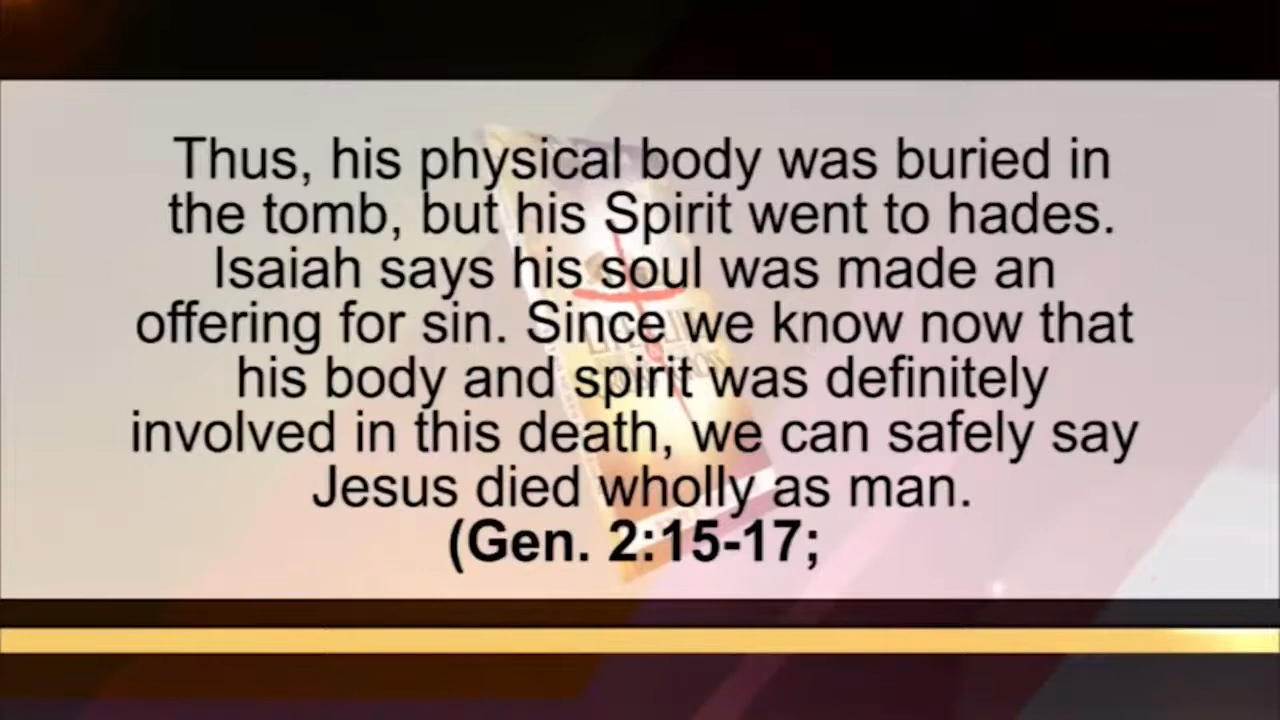 Thus, his physical body was buried in
the tomb, but his Spirit went to hades.
Isaiah says his soul was made an
offering for sin. Since we know now that
his body and spirit was definitely
involved in this death, we can safely say
Jesus died wholly as man.
(Gen. 2:15-17;